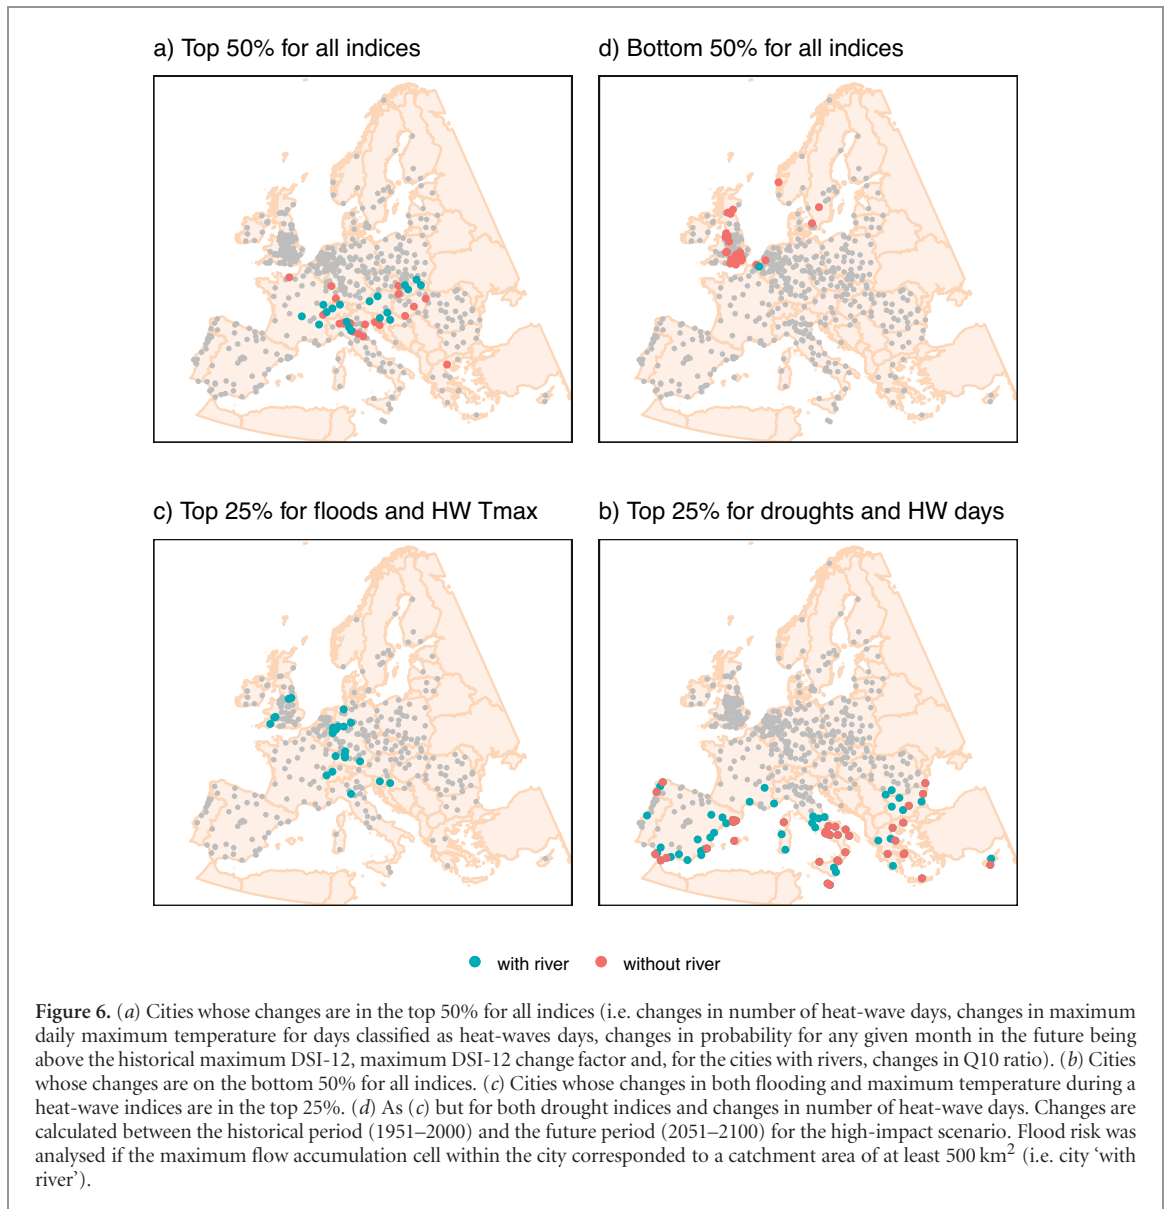 a) Top 50% for all indices
d) Bottom 50% for all indices
c) Top 25% for floods and HW Tmax
b) Top 25% for droughts and HW days
with river
without river
Figure 6. (a) Cities whose changes are in the top 50% for all indices (i.e. changes in number of heat-wave days, changes in maximum
daily maximum temperature for days classified as heat-waves days, changes in probability for any given month in the future being
above the historical maximum DSI-12, maximum DSI-12 change factor and, for the cities with rivers, changes in Q10 ratio). (b) Cities
whose changes are on the bottom 50% for all indices. (c) Cities whose changes in both flooding and maximum temperature during a
heat-wave indices are in the top 25%. (d) As (c) but for both drought indices and changes in number of heat-wave days. Changes are
calculated between the historical period (1951–2000) and the future period (2051–2100) for the high-impact scenario. Flood risk was
analysed if the maximum flow accumulation cell within the city corresponded to a catchment area of at least 500 km² (i.e. city ‘with
river’).